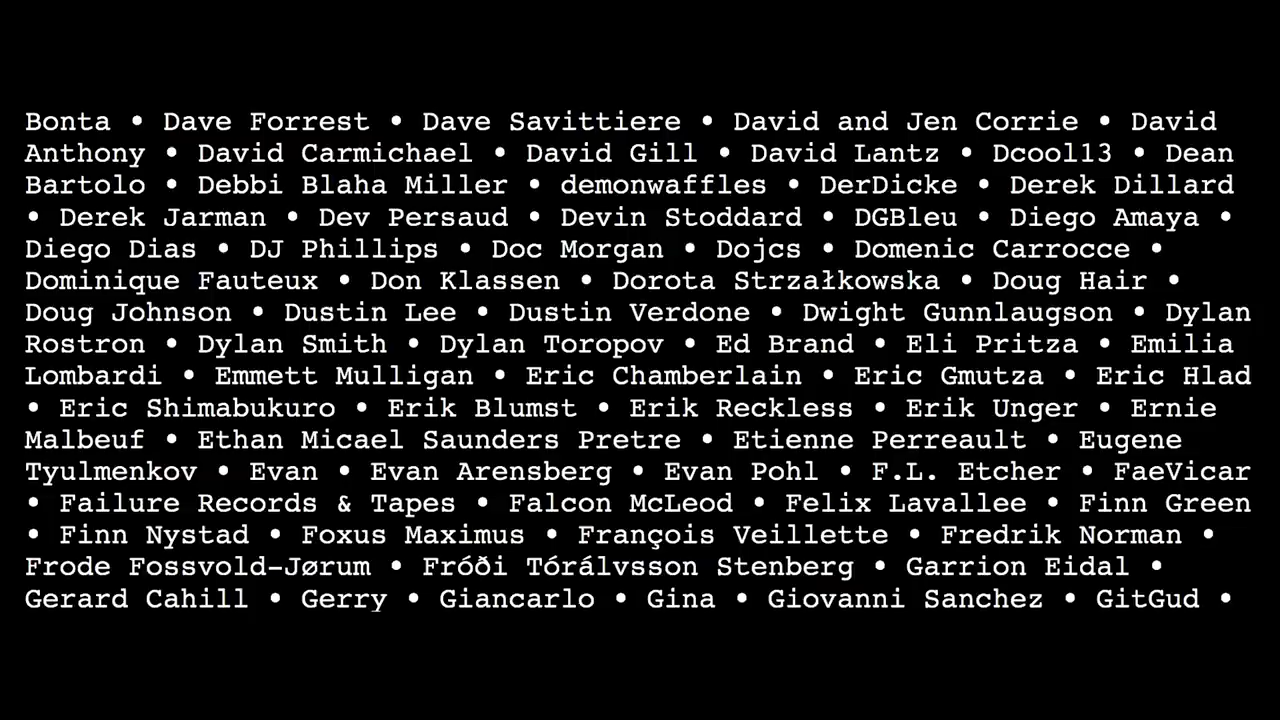 Bonta • Dave Forrest • Dave Savittiere • David and Jen Corrie • David
Anthony • David Carmichael • David Gill • David Lantz • Dcool13 • Dean
Bartolo • Debbi Blaha Miller • demonwaffles • DerDicke • Derek Dillard
• Derek Jarman • Dev Persaud • Devin Stoddard • DGBleu • Diego Amaya •
Diego Dias • DJ Phillips • Doc Morgan • Dojcs • Domenic Carrocce •
Dominique Fauteux • Don Klassen • Dorota Strzałkowska • Doug Hair •
Doug Johnson • Dustin Lee • Dustin Verdone • Dwight Gunnlaugson • Dylan
Rostron • Dylan Smith • Dylan Toropov • Ed Brand • Eli Pritza • Emilia
Lombardi • Emmett Mulligan • Eric Chamberlain • Eric Gmutza • Eric Hlad
• Eric Shimabukuro • Erik Blumst • Erik Reckless • Erik Unger • Ernie
Malbeuf • Ethan Micael Saunders Pretre • Etienne Perreault • Eugene
Tyulmenkov • Evan • Evan Arensberg • Evan Pohl • F.L. Etcher • FaeVicar
• Failure Records & Tapes • Falcon McLeod • Felix Lavallee • Finn Green
• Finn Nystad • Foxus Maximus • François Veillette • Fredrik Norman •
Frode Fossvold-Jørum • Fróði Tórálvsson Stenberg • Garrion Eidal •
Gerard Cahill • Gerry • Giancarlo • Gina • Giovanni Sanchez • GitGud •